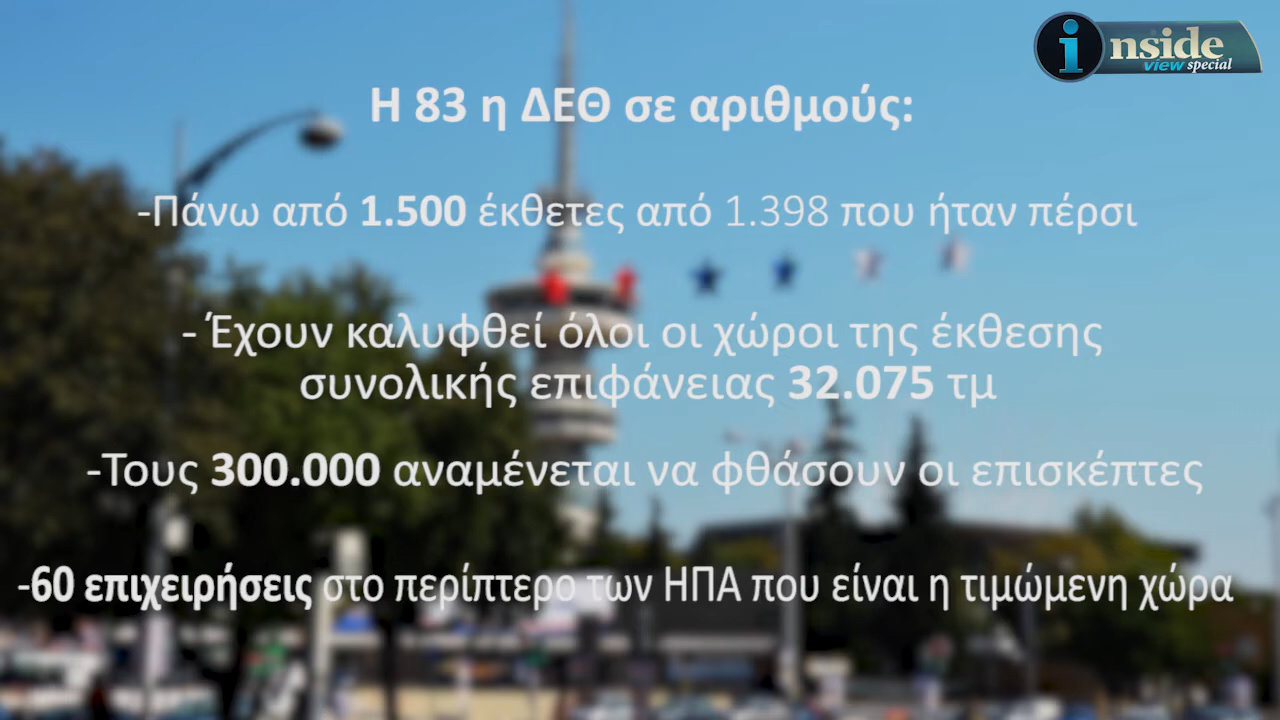 inside
view special
Η 83 η ΔΕΘ σε αριθμούς:
-Πάνω από 1.500 έκθετες από 1.398 που ήταν πέρσι
- Έχουν καλυφθεί όλοι οι χώροι της έκθεσης
συνολικής επιφάνειας 32.075 τμ
-Τους 300.000 αναμένεται να φθάσουν οι επισκέπτες
-60 επιχειρήσεις στο περίπτερο των ΗΠΑ που είναι η τιμώμενη χώρα